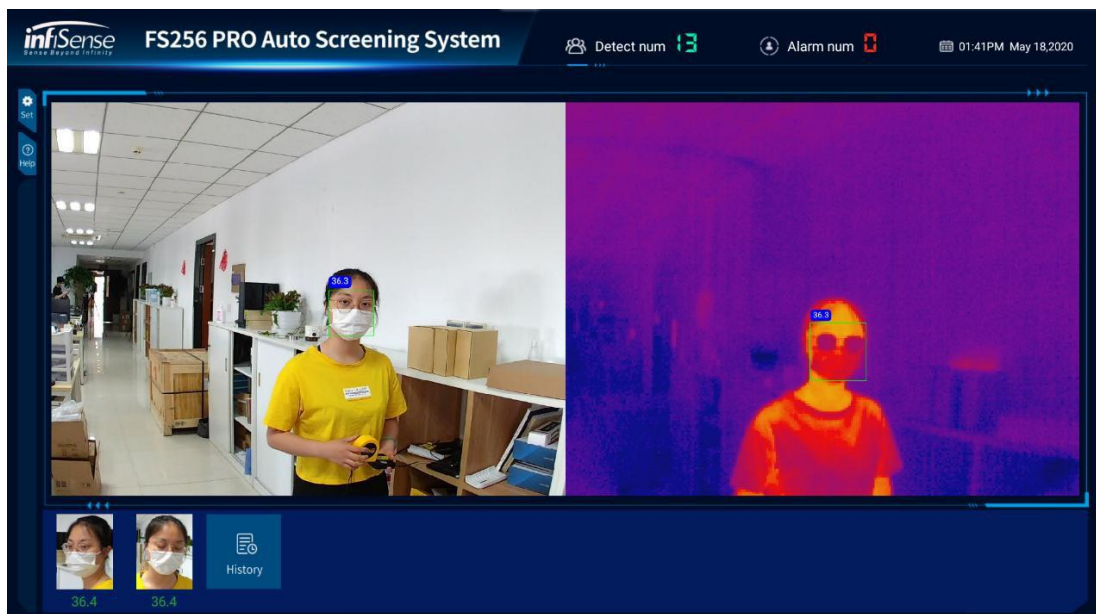 infiSense
Sense Beyond Infinity
FS256 PRO Auto Screening System
Detect num 13
Alarm num 0
01:41PM May 18,2020
Set
Help
36.3
36.3
36.4
36.4
History